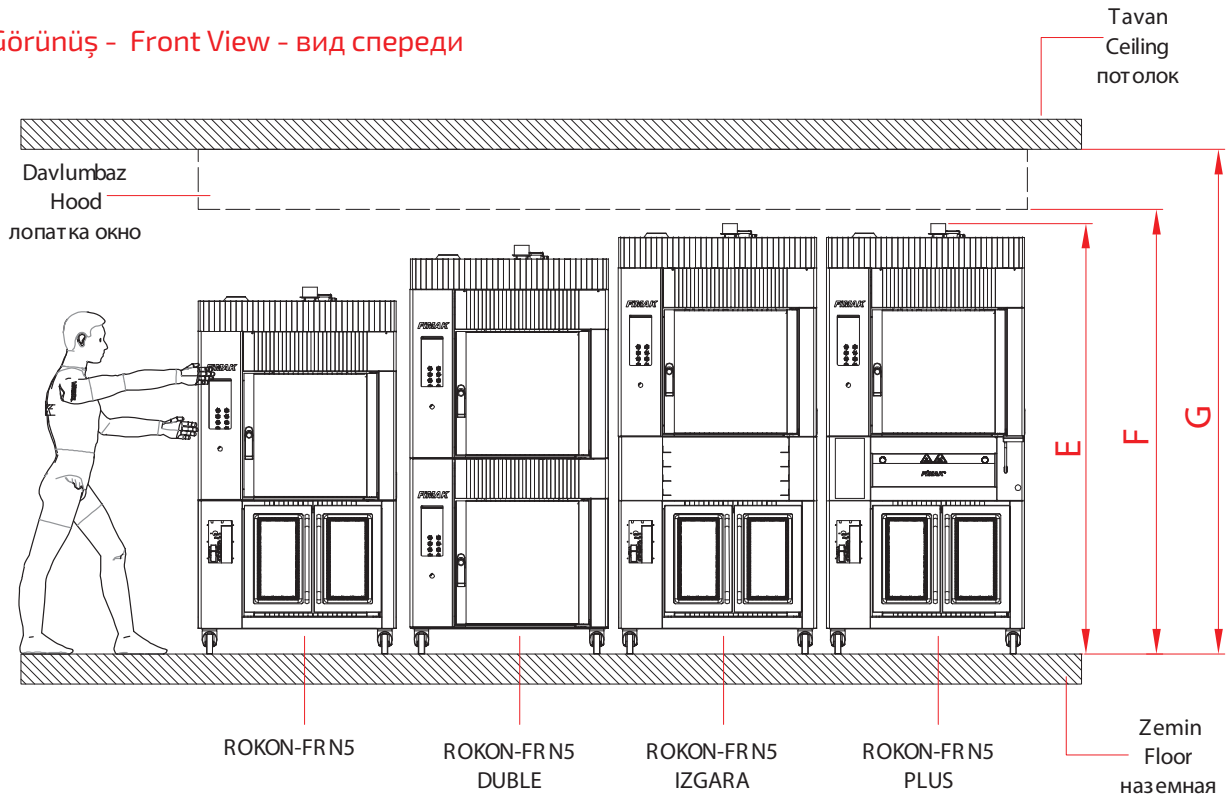 Görünüş - Front View - вид спереди
Tavan
Ceiling
потолок
Davlumbaz
Hood
лопатка окно
FIMAK
FIMAK
FIMAK
FIMAK
FIMAK
FIMAK
E
F
G
ROKON-FRN5
ROKON-FRN5
DUBLE
ROKON-FRN5
IZGARA
ROKON-FRN5
PLUS
Zemin
Floor
наземная